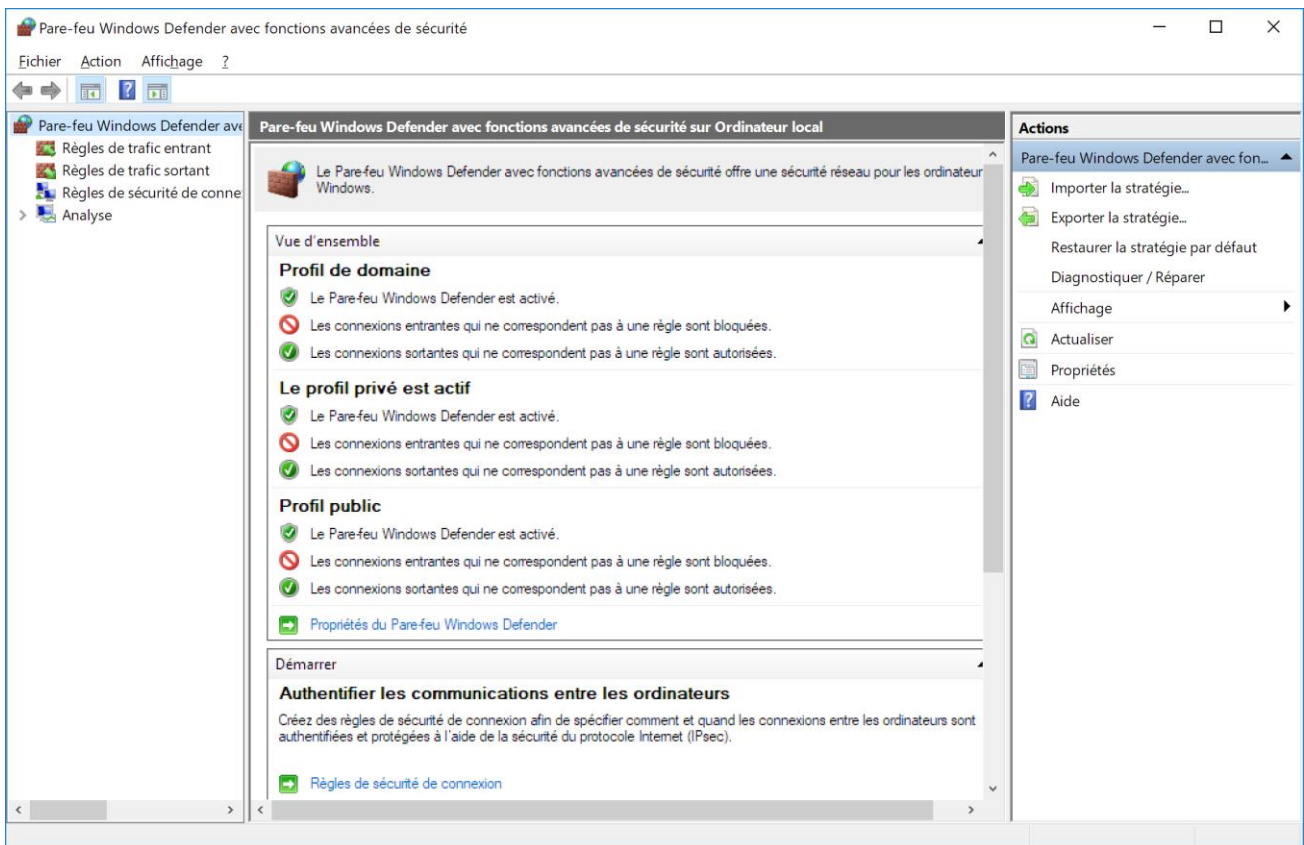 Pare-feu Windows Defender avec fonctions avancées de sécurité
Fichier Action Affichage ?
Pare-feu Windows Defender ave
Règles de trafic entrant
Règles de trafic sortant
Règles de sécurité de conne
Analyse
Pare-feu Windows Defender avec fonctions avancées de sécurité sur Ordinateur local
Le Pare-feu Windows Defender avec fonctions avancées de sécurité offre une sécurité réseau pour les ordinateur
Windows.
Vue d'ensemble
Profil de domaine
Le Pare-feu Windows Defender est activé.
Les connexions entrantes qui ne correspondent pas à une règle sont bloquées.
Les connexions sortantes qui ne correspondent pas à une règle sont autorisées.
Le profil privé est actif
Le Pare-feu Windows Defender est activé.
Les connexions entrantes qui ne correspondent pas à une règle sont bloquées.
Les connexions sortantes qui ne correspondent pas à une règle sont autorisées.
Profil public
Le Pare-feu Windows Defender est activé.
Les connexions entrantes qui ne correspondent pas à une règle sont bloquées.
Les connexions sortantes qui ne correspondent pas à une règle sont autorisées.
Propriétés du Pare-feu Windows Defender
Démarrer
Authentifier les communications entre les ordinateurs
Créez des règles de sécurité de connexion afin de spécifier comment et quand les connexions entre les ordinateurs sont
authentifiées et protégées à l'aide de la sécurité du protocole Internet (IPsec).
Règles de sécurité de connexion
Actions
Pare-feu Windows Defender avec fon...
Importer la stratégie...
Exporter la stratégie...
Restaurer la stratégie par défaut
Diagnostiquer / Réparer
Affichage
Actualiser
Propriétés
Aide